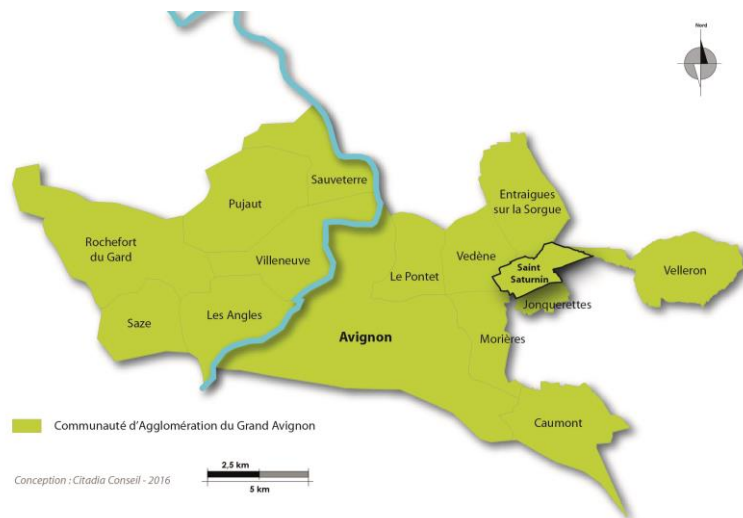 Nord
Sauveterre
Entraigues
sur la Sorgue
Pujaut
Rochefort
du Gard
Villeneuve
Vedène
Le Pontet
Saint
Saturnin
Velleron
Jonquerettes
Saze
Les Angles
Avignon
Morières
Caumont
Communauté d'Agglomération du Grand Avignon
2,5 km
5 km
Conception : Citadia Conseil - 2016